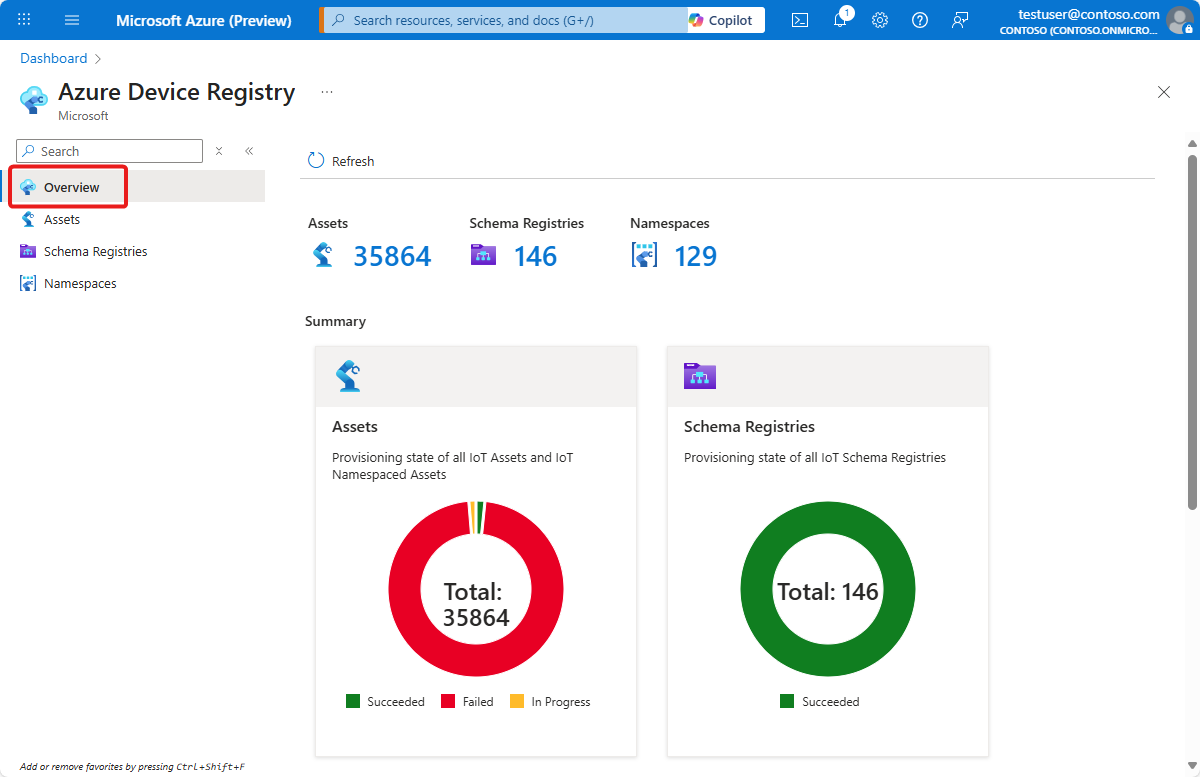 Microsoft Azure (Preview)
Search resources, services, and docs (G+/)
Copilot
1
testuser@contoso.com
CONTOSO (CONTOSO.ONMICRO...
Dashboard
Azure Device Registry
...
Microsoft
Search
Refresh
Overview
Assets
Schema Registries
Namespaces
Assets
Schema Registries
Namespaces
35864
146
129
Summary
Assets
Provisioning state of all IoT Assets and IoT
Namespaced Assets
Total:
35864
Succeeded
Failed
In Progress
Schema Registries
Provisioning state of all IoT Schema Registries
Total: 146
Succeeded
Add or remove favorites by pressing Ctrl+Shift+F